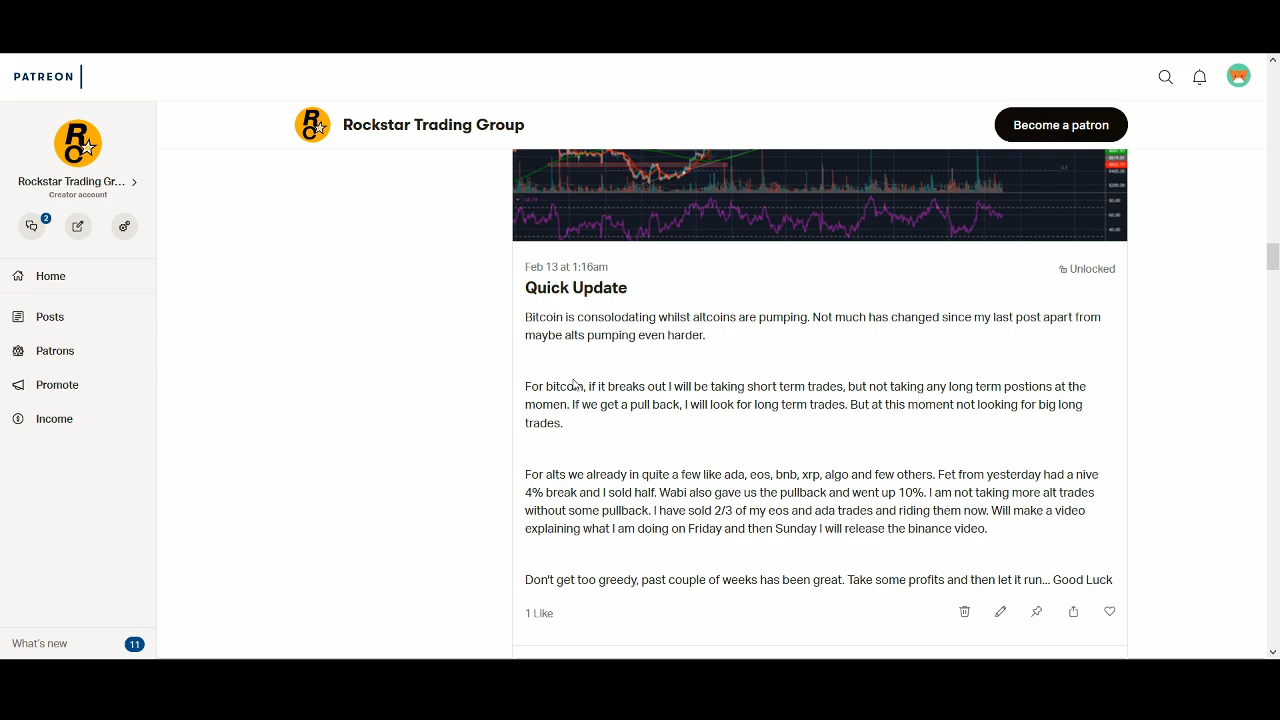 PATREON
R
C
Rockstar Trading Group
Become a patron
R
C
Rockstar Trading Gr...
Creator account
2
Home
Posts
Patrons
Promote
Income
What's new
11
Feb 13 at 1:16am
Unlocked
Quick Update
Bitcoin is consolodating whilst altcoins are pumping. Not much has changed since my last post apart from
maybe alts pumping even harder.
For bitcoin, if it breaks out I will be taking short term trades, but not taking any long term postions at the
momen. If we get a pull back, I will look for long term trades. But at this moment not looking for big long
trades.
For alts we already in quite a few like ada, eos, bnb, xrp, algo and few others. Fet from yesterday had a nive
4% break and I sold half. Wabi also gave us the pullback and went up 10%. I am not taking more alt trades
without some pullback. I have sold 2/3 of my eos and ada trades and riding them now. Will make a video
explaining what I am doing on Friday and then Sunday I will release the binance video.
Don't get too greedy, past couple of weeks has been great. Take some profits and then let it run... Good Luck
1 Like